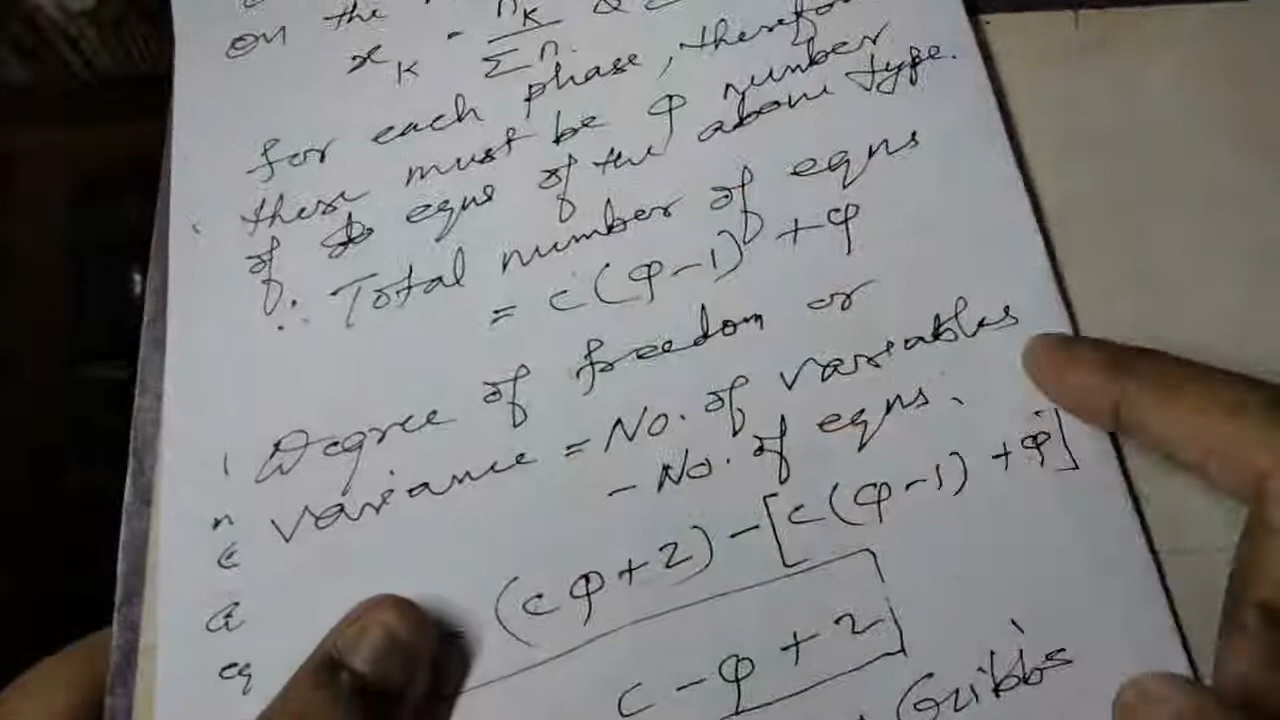 on the
x_K = n_K / Σn
for each phase, therefo
there must be φ number
of eqns of the above type.
∴ Total number of eqns
= c(φ-1) + φ
Degree of freedom or
variance = No. of variables
- No. of eqns.
(cφ+2) - [c(φ-1) + φ]
c - φ + 2
Gibbs